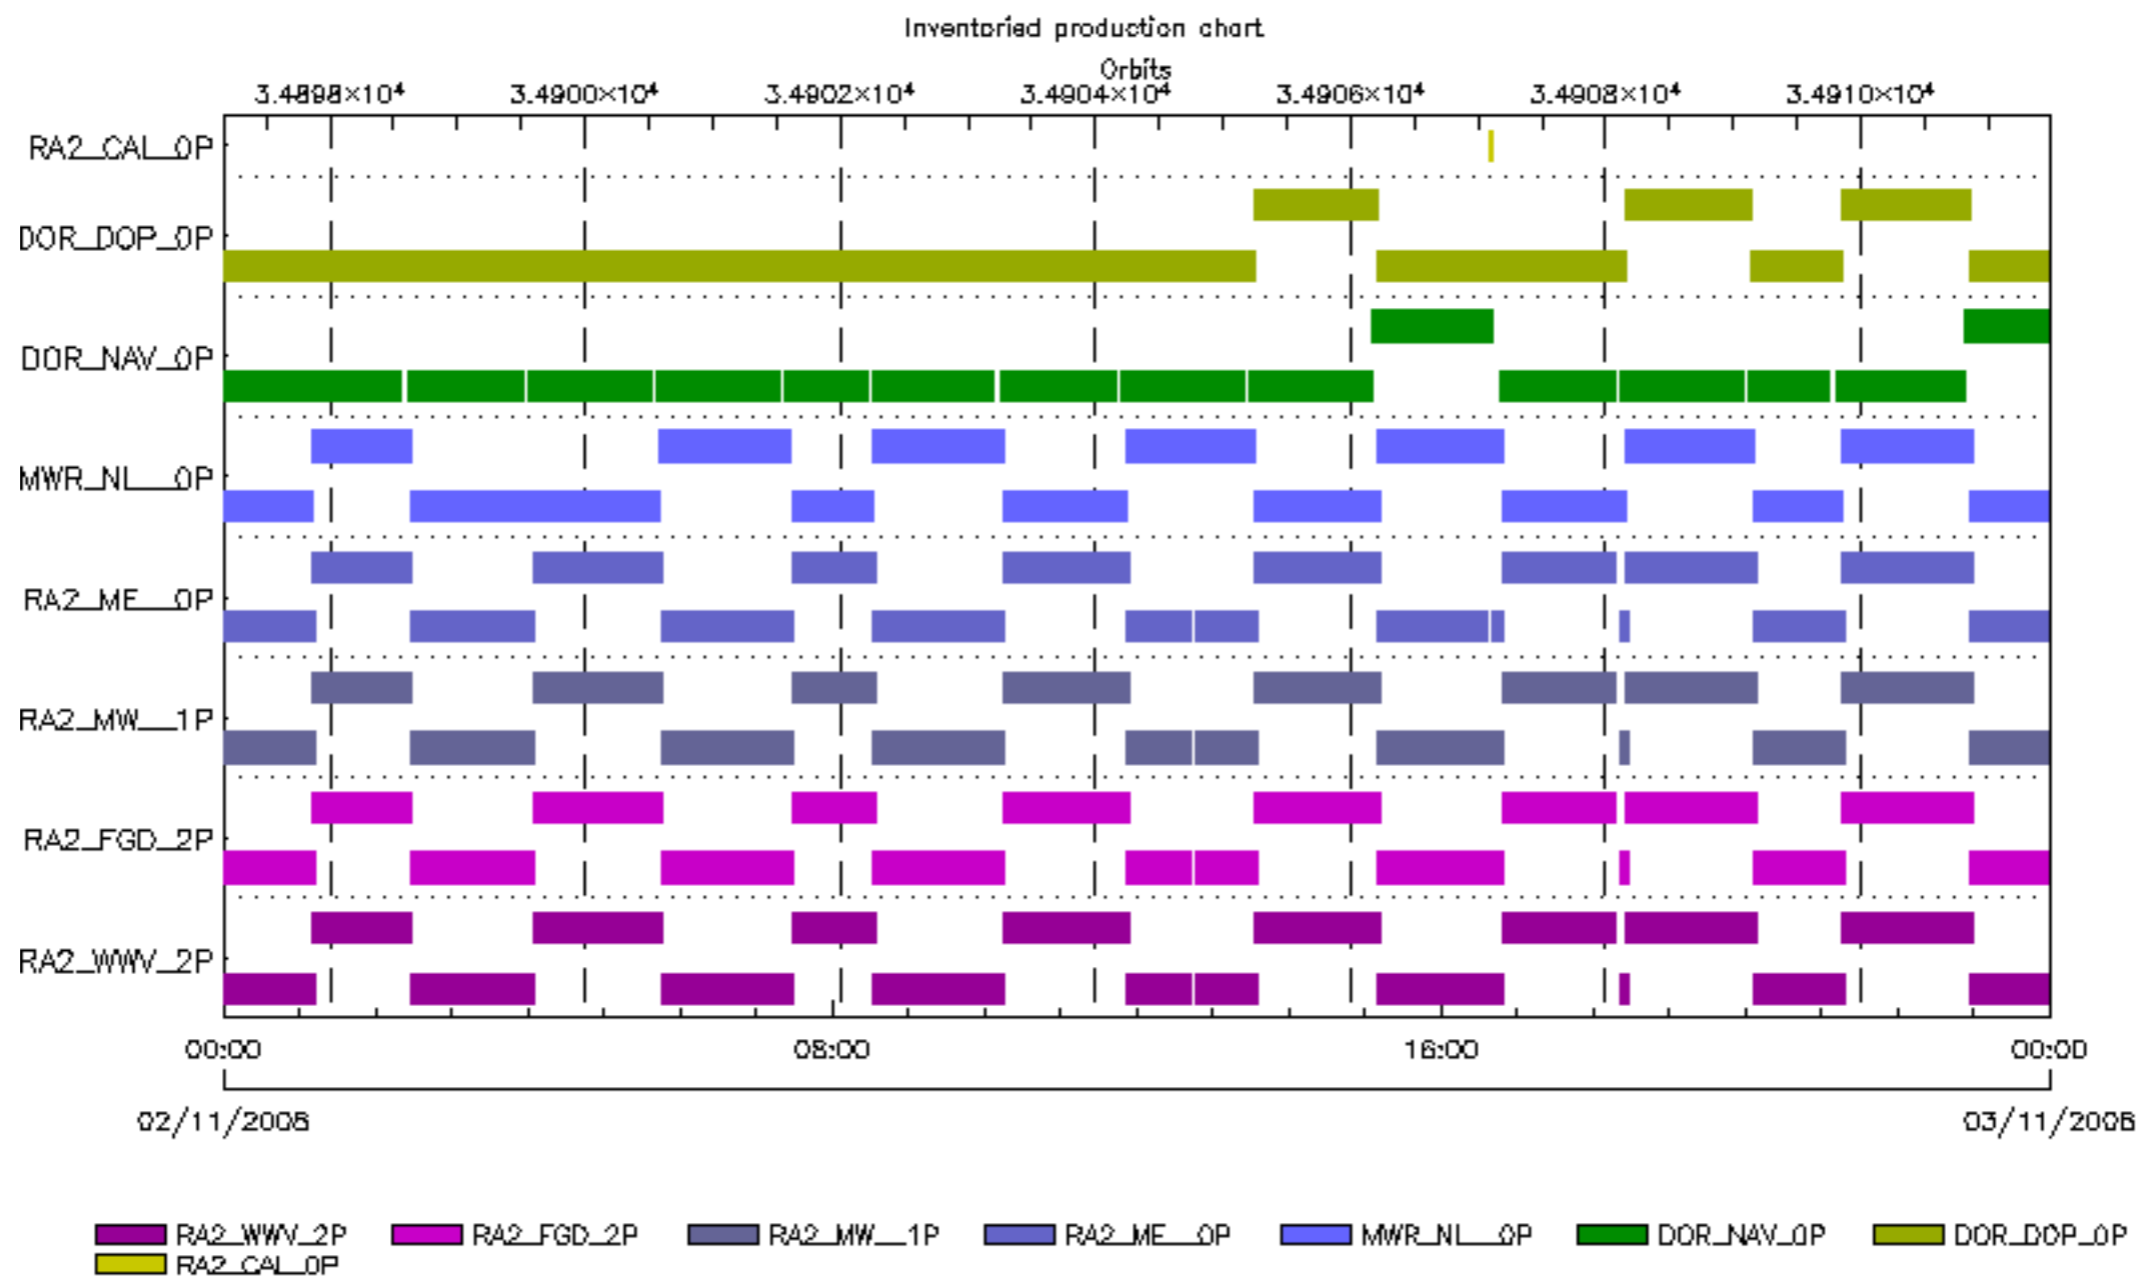 Inventoried production chart
Orbits
3.4898×10⁴ 3.4900×10⁴ 3.4902×10⁴ 3.4904×10⁴ 3.4906×10⁴ 3.4908×10⁴ 3.4910×10⁴
RA2_CAL_0P
DOR_DOP_0P
DOR_NAV_0P
MWR_NL__0P
RA2_ME__0P
RA2_MW__1P
RA2_FGD_2P
RA2_WWV_2P
00:00 08:00 16:00 00:00
02/11/2008 03/11/2008
RA2_WWV_2P RA2_FGD_2P RA2_MW__1P RA2_ME__0P MWR_NL__0P DOR_NAV_0P DOR_DOP_0P
RA2_CAL_0P